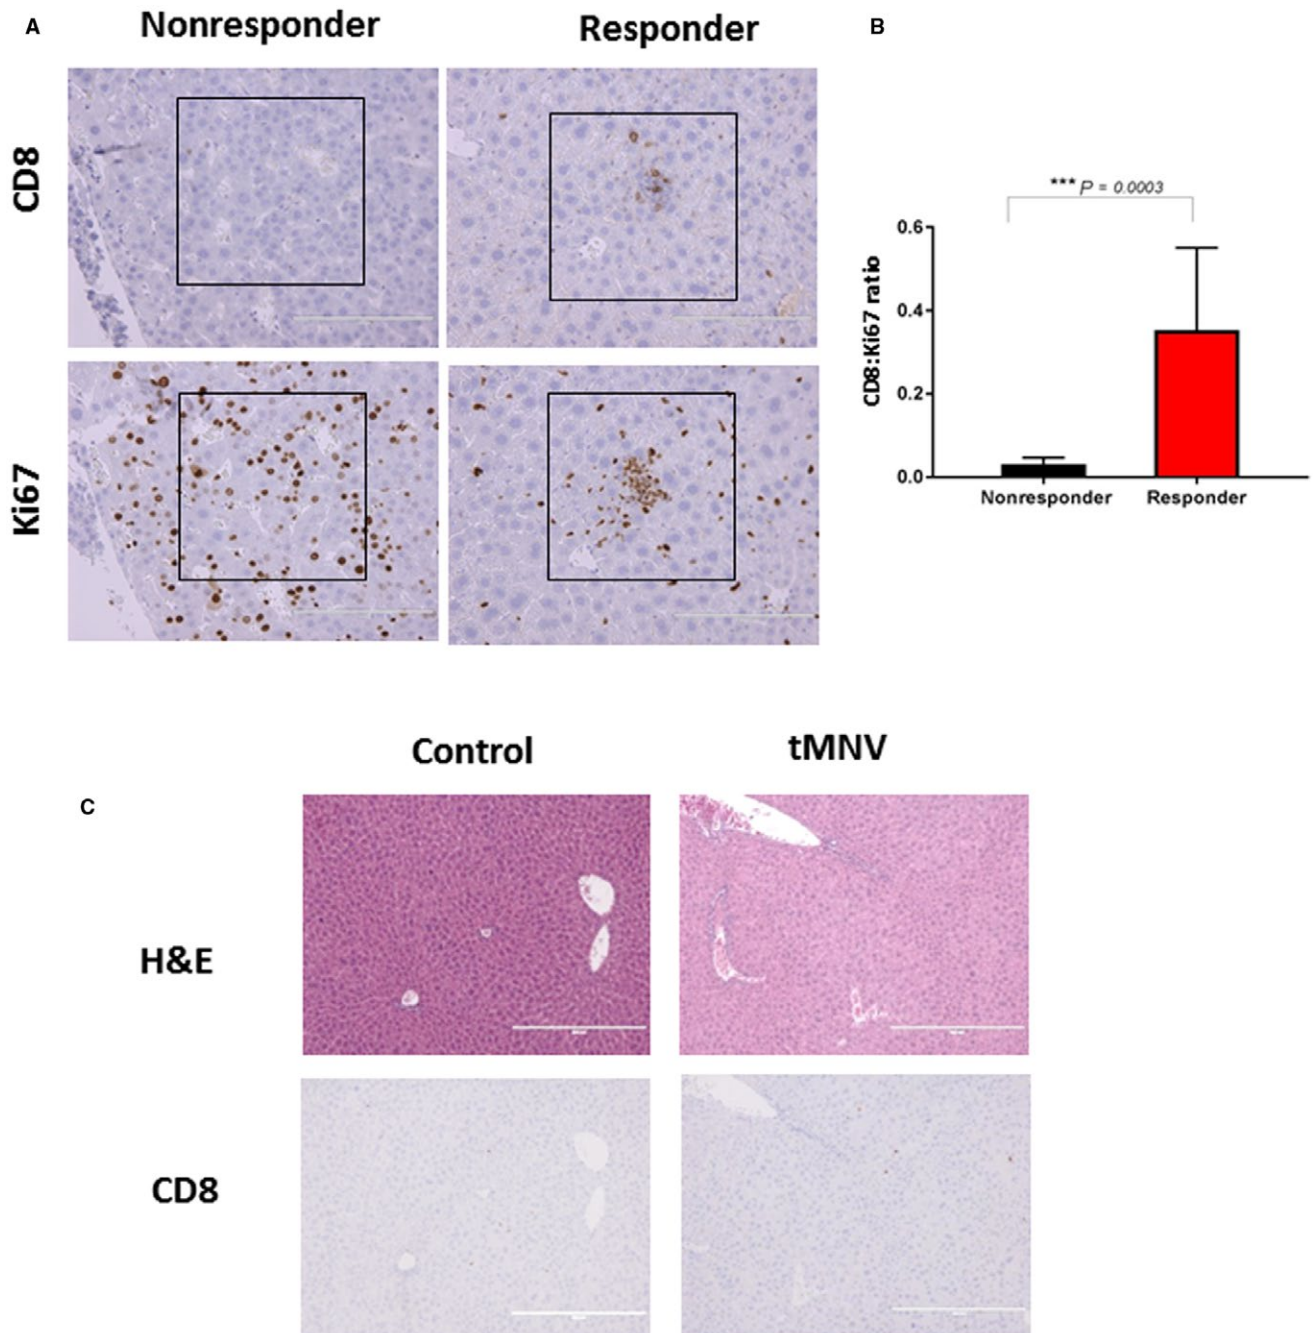 A
Nonresponder
Responder
CD8
Ki67
B
*** P = 0.0003
0.6
0.4
0.2
0.0
CD8:Ki67 ratio
Nonresponder
Responder
C
Control
tMNV
H&E
CD8